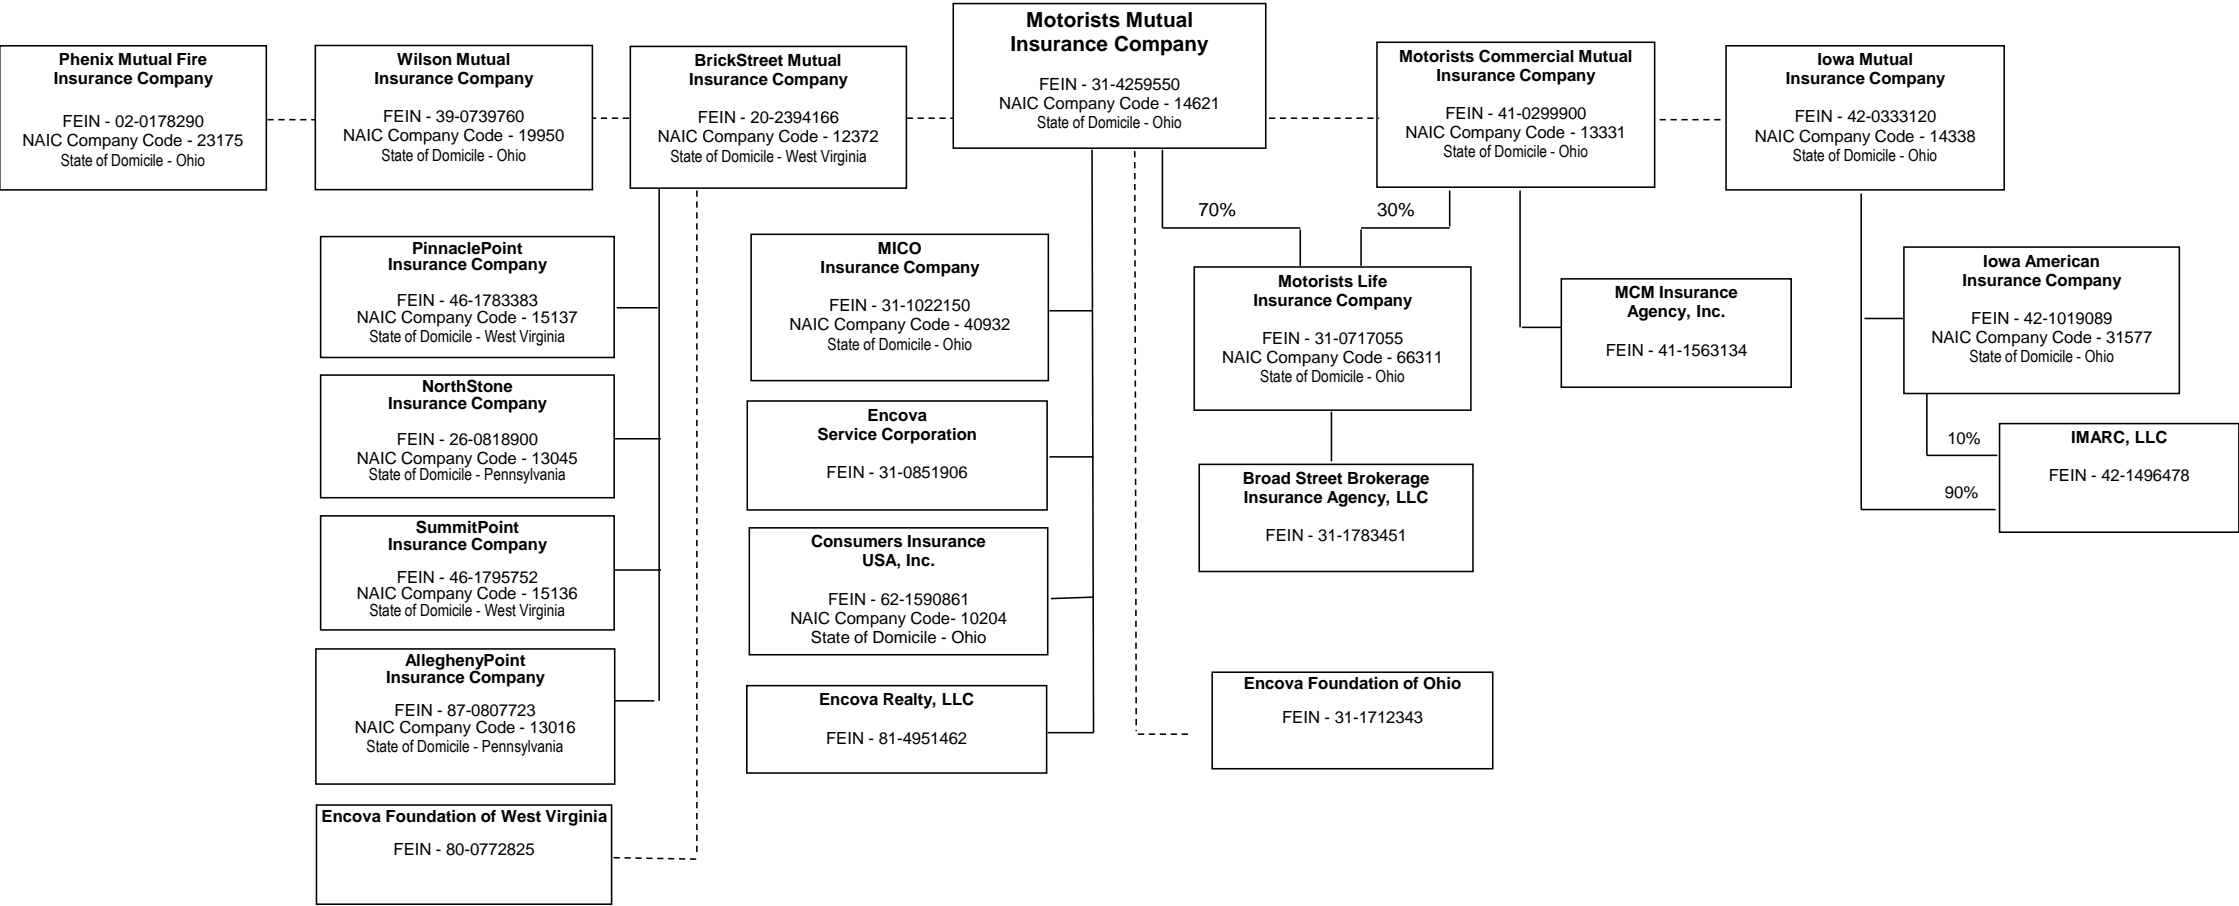 Phenix Mutual Fire
Insurance Company
FEIN - 02-0178290
NAIC Company Code - 23175
State of Domicile - Ohio
Wilson Mutual
Insurance Company
FEIN - 39-0739760
NAIC Company Code - 19950
State of Domicile - Ohio
BrickStreet Mutual
Insurance Company
FEIN - 20-2394166
NAIC Company Code - 12372
State of Domicile - West Virginia
Motorists Mutual
Insurance Company
FEIN - 31-4259550
NAIC Company Code - 14621
State of Domicile - Ohio
Motorists Commercial Mutual
Insurance Company
FEIN - 41-0299900
NAIC Company Code - 13331
State of Domicile - Ohio
Iowa Mutual
Insurance Company
FEIN - 42-0333120
NAIC Company Code - 14338
State of Domicile - Ohio
70%
30%
PinnaclePoint
Insurance Company
FEIN - 46-1783383
NAIC Company Code - 15137
State of Domicile - West Virginia
NorthStone
Insurance Company
FEIN - 26-0818900
NAIC Company Code - 13045
State of Domicile - Pennsylvania
SummitPoint
Insurance Company
FEIN - 46-1795752
NAIC Company Code - 15136
State of Domicile - West Virginia
AlleghenyPoint
Insurance Company
FEIN - 87-0807723
NAIC Company Code - 13016
State of Domicile - Pennsylvania
Encova Foundation of West Virginia
FEIN - 80-0772825
MICO
Insurance Company
FEIN - 31-1022150
NAIC Company Code - 40932
State of Domicile - Ohio
Encova
Service Corporation
FEIN - 31-0851906
Consumers Insurance
USA, Inc.
FEIN - 62-1590861
NAIC Company Code- 10204
State of Domicile - Ohio
Encova Realty, LLC
FEIN - 81-4951462
Motorists Life
Insurance Company
FEIN - 31-0717055
NAIC Company Code - 66311
State of Domicile - Ohio
Broad Street Brokerage
Insurance Agency, LLC
FEIN - 31-1783451
Encova Foundation of Ohio
FEIN - 31-1712343
MCM Insurance
Agency, Inc.
FEIN - 41-1563134
Iowa American
Insurance Company
FEIN - 42-1019089
NAIC Company Code - 31577
State of Domicile - Ohio
10%
90%
IMARC, LLC
FEIN - 42-1496478